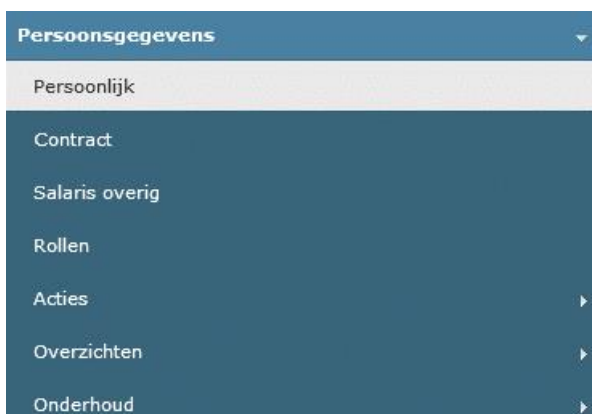 Persoonsgegevens
Persoonlijk
Contract
Salaris overig
Rollen
Acties
Overzichten
Onderhoud